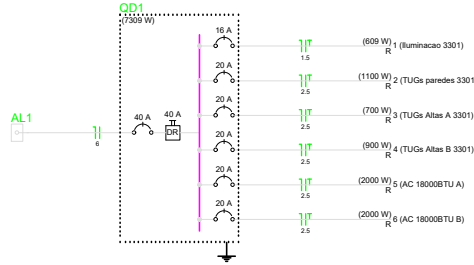 QD1
(7309 W)
16 A
(609 W) 1 (Iluminacao 3301)
R
1.5
20 A
(1100 W) 2 (TUGs paredes 3301
R
2.5
AL1
6
40 A
40 A
DR
20 A
(700 W) 3 (TUGs Altas A 3301)
R
2.5
20 A
(900 W) 4 (TUGs Altas B 3301)
R
2.5
20 A
(2000 W) 5 (AC 18000BTU A)
R
2.5
20 A
(2000 W) 6 (AC 18000BTU B)
R
2.5